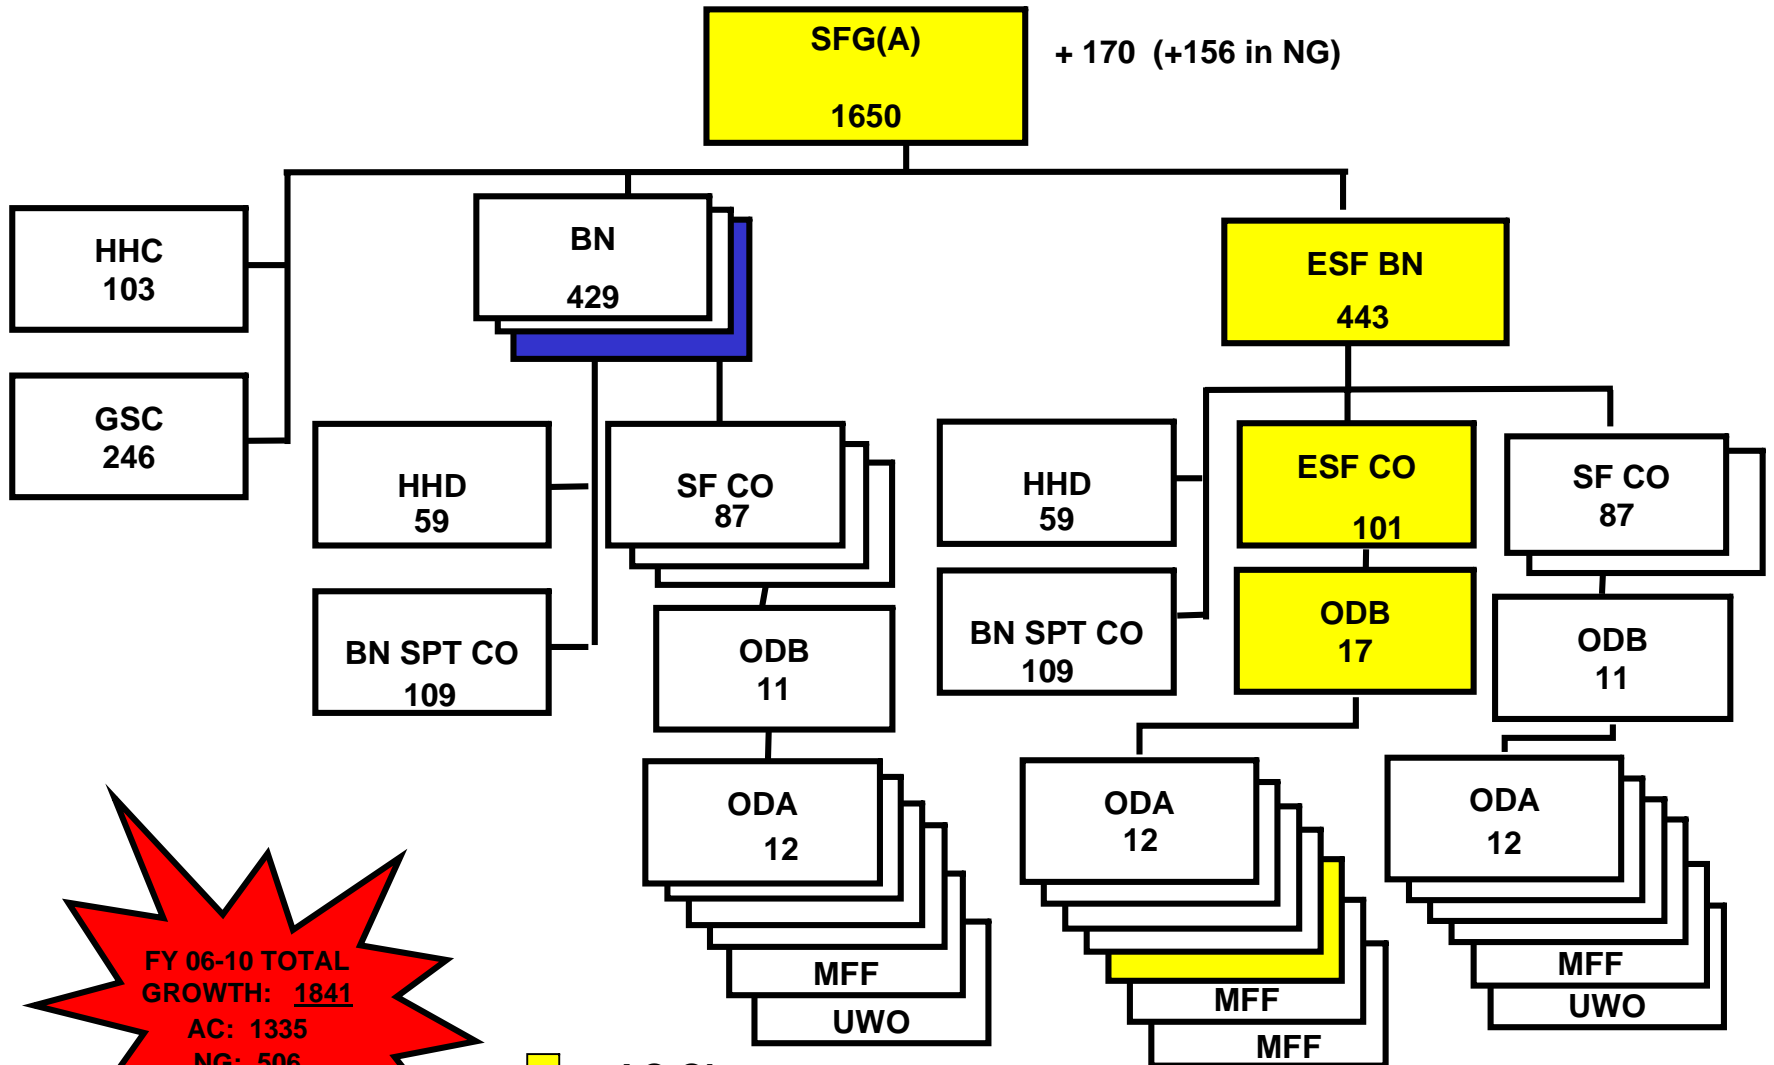 SFG(A)
1650
+ 170 (+156 in NG)
HHC
103
GSC
246
BN
429
ESF BN
443
HHD
59
BN SPT CO
109
SF CO
87
ODB
11
ODA
12
MFF
UWO
HHD
59
BN SPT CO
109
ESF CO
101
ODB
17
ODA
12
MFF
MFF
SF CO
87
ODB
11
ODA
12
MFF
UWO
FY 06-10 TOTAL
GROWTH: 1841
AC: 1335
NG: 506